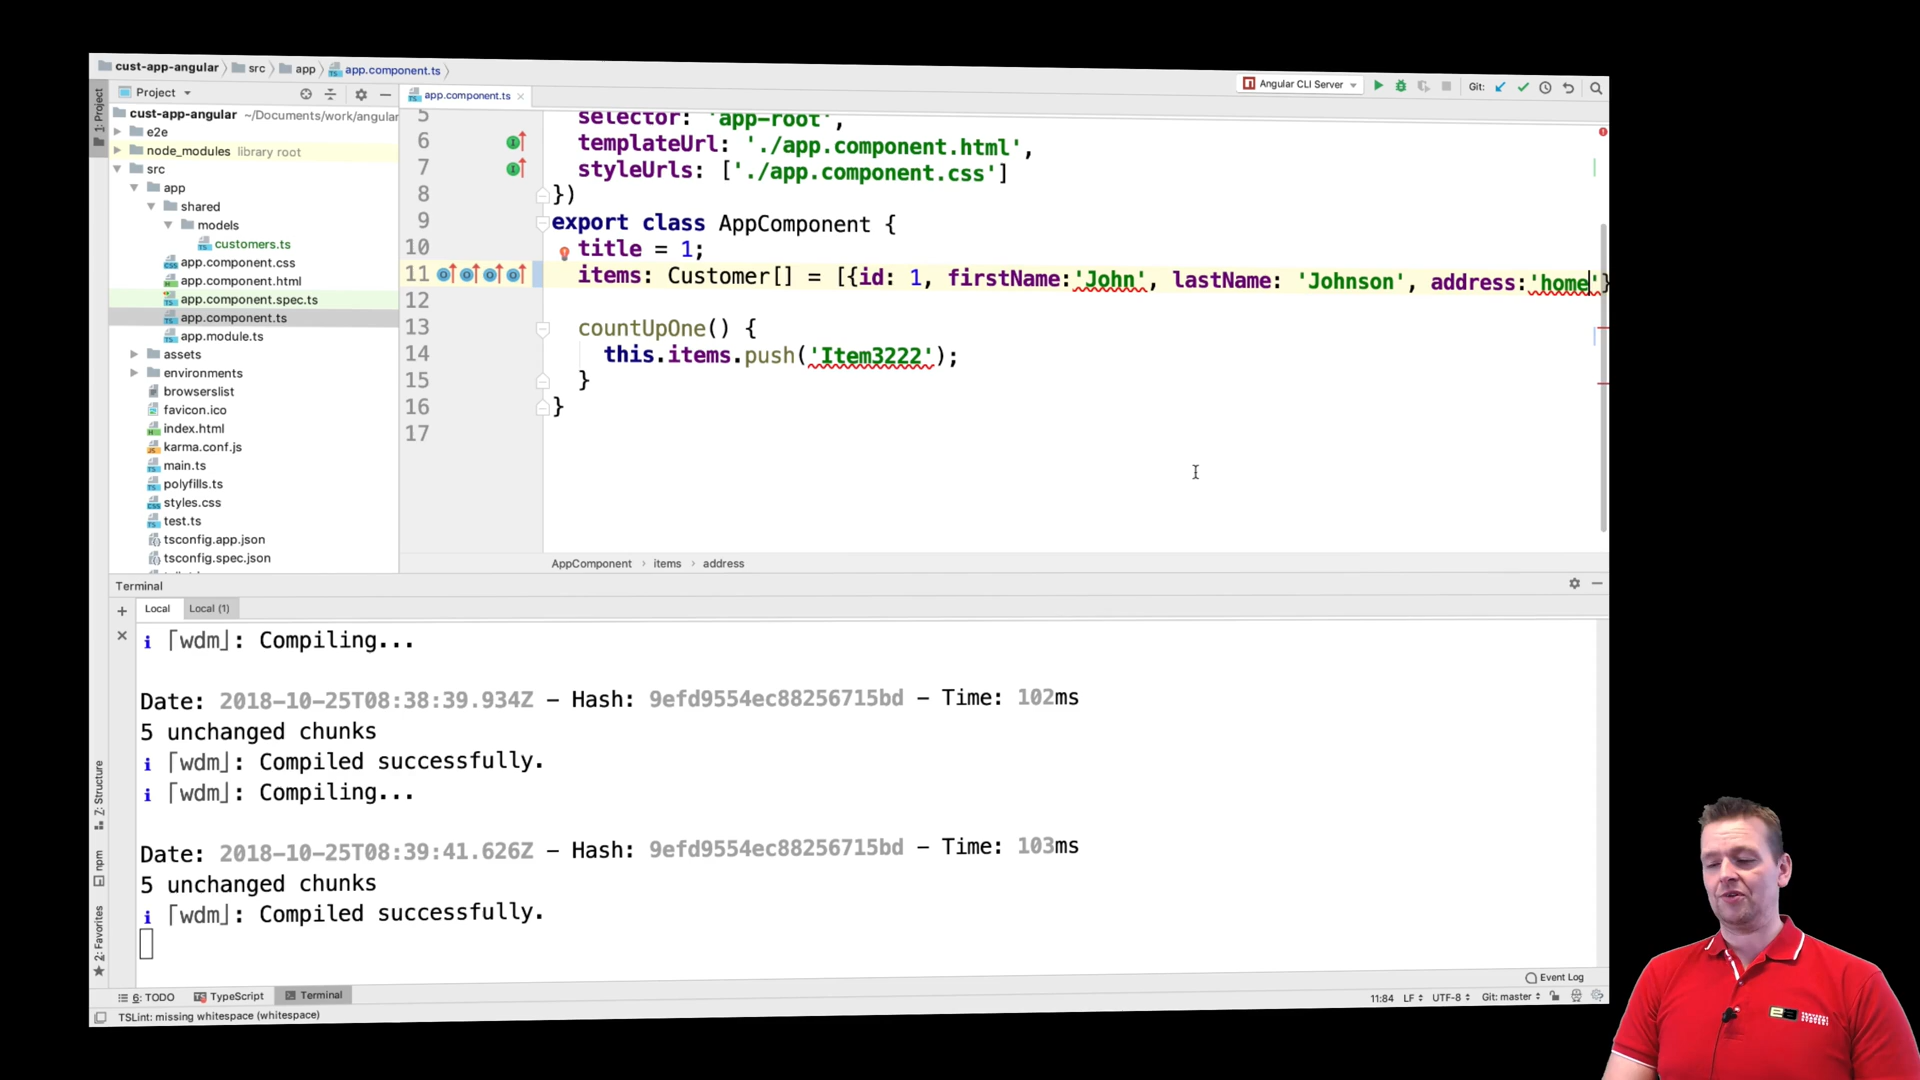 cust-app-angular src app app.component.ts
Angular CLI Server Git:
1: Project
Project
app.component.ts
cust-app-angular ~/Documents/work/angular
e2e
node_modules library root
src
app
shared
models
customers.ts
app.component.css
app.component.html
app.component.spec.ts
app.component.ts
app.module.ts
assets
environments
browserslist
favicon.ico
index.html
karma.conf.js
main.ts
polyfills.ts
styles.css
test.ts
tsconfig.app.json
tsconfig.spec.json
5 selector: 'app-root',
6 templateUrl: './app.component.html',
7 styleUrls: ['./app.component.css']
8 })
9 export class AppComponent {
10 title = 1;
11 items: Customer[] = [{id: 1, firstName:'John', lastName: 'Johnson', address:'home'}
12
13 countUpOne() {
14 this.items.push('Item3222');
15 }
16 }
17
AppComponent › items › address
Terminal
Local Local (1)
i ⌈wdm⌋: Compiling...
Date: 2018-10-25T08:38:39.934Z – Hash: 9efd9554ec88256715bd – Time: 102ms
5 unchanged chunks
i ⌈wdm⌋: Compiled successfully.
i ⌈wdm⌋: Compiling...
Date: 2018-10-25T08:39:41.626Z – Hash: 9efd9554ec88256715bd – Time: 103ms
5 unchanged chunks
i ⌈wdm⌋: Compiled successfully.
Z: Structure
npm
2: Favorites
Event Log
6: TODO TypeScript Terminal
11:84 LF UTF-8 Git: master
TSLint: missing whitespace (whitespace)